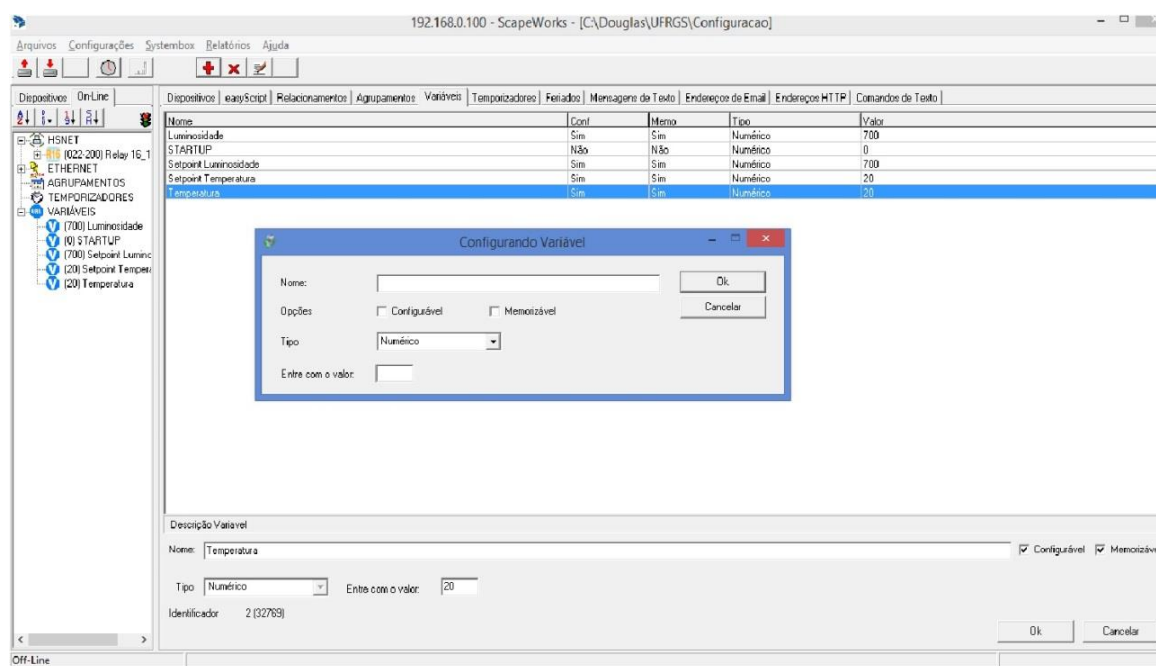 192.168.0.100 - ScapeWorks - [C:\Douglas\UFRGS\Configuracao]
Arquivos Configurações Systembox Relatórios Ajuda
Dispositivos On-Line
Dispositivos easyScript Relacionamentos Agrupamentos Variáveis Temporizadores Feriados Mensagens de Texto Endereços de Email Endereços HTTP Comandos de Texto
HSNET
(022-200) Relay 16_1
ETHERNET
AGRUPAMENTOS
TEMPORIZADORES
VARIÁVEIS
(700) Luminosidade
(0) STARTUP
(700) Setpoint Lumino
(20) Setpoint Tempera
(20) Temperatura
Nome Conf Memo Tipo Valor
Luminosidade Sim Sim Numérico 700
STARTUP Não Não Numérico 0
Setpoint Luminosidade Sim Sim Numérico 700
Setpoint Temperatura Sim Sim Numérico 20
Temperatura Sim Sim Numérico 20
Configurando Variável
Nome:
Ok
Opções Configurável Memorizável
Cancelar
Tipo Numérico
Entre com o valor:
Descrição Variavel
Nome: Temperatura Configurável Memorizáve
Tipo Numérico Entre com o valor: 20
Identificador 2 (32769)
Ok Cancelar
Off-Line